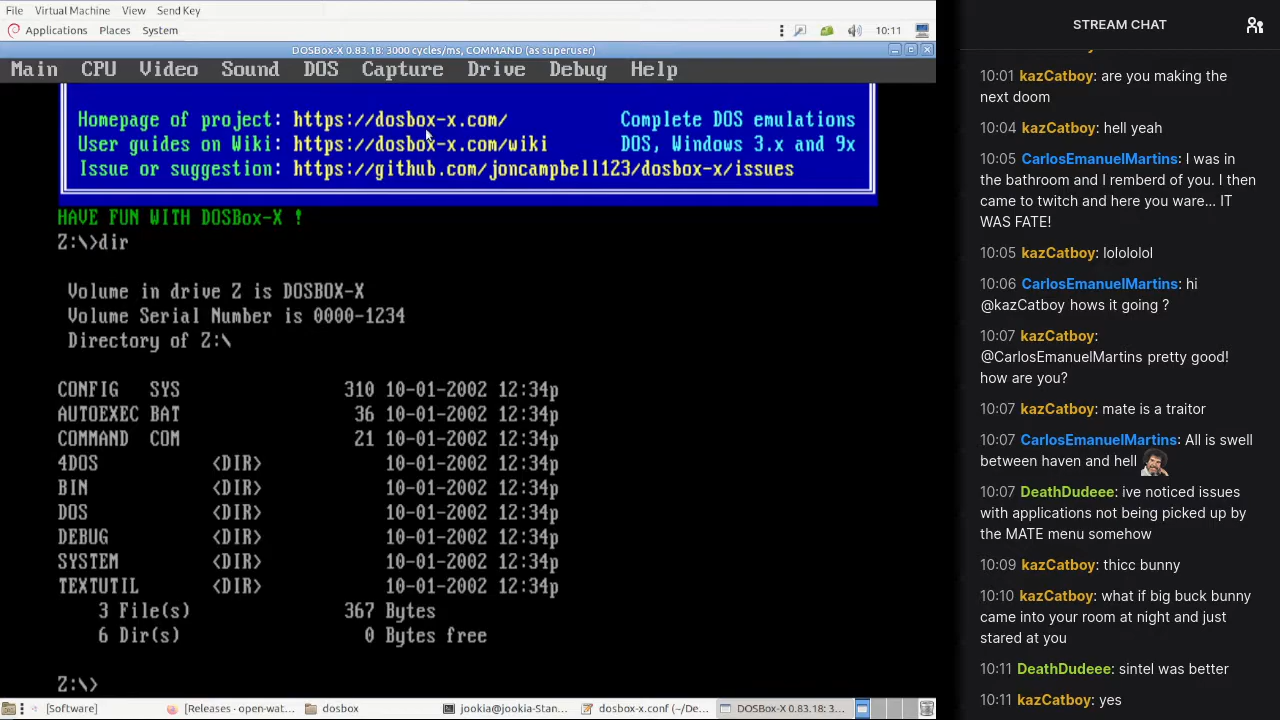 File Virtual Machine View Send Key
Applications Places System 10:11
DOSBox-X 0.83.18: 3000 cycles/ms, COMMAND (as superuser)
Main CPU Video Sound DOS Capture Drive Debug Help
Homepage of project: https://dosbox-x.com/ Complete DOS emulations
User guides on Wiki: https://dosbox-x.com/wiki DOS, Windows 3.x and 9x
Issue or suggestion: https://github.com/joncampbell123/dosbox-x/issues
HAVE FUN WITH DOSBox-X !
Z:\>dir
Volume in drive Z is DOSBOX-X
Volume Serial Number is 0000-1234
Directory of Z:\
CONFIG SYS 310 10-01-2002 12:34p
AUTOEXEC BAT 36 10-01-2002 12:34p
COMMAND COM 21 10-01-2002 12:34p
4DOS <DIR> 10-01-2002 12:34p
BIN <DIR> 10-01-2002 12:34p
DOS <DIR> 10-01-2002 12:34p
DEBUG <DIR> 10-01-2002 12:34p
SYSTEM <DIR> 10-01-2002 12:34p
TEXTUTIL <DIR> 10-01-2002 12:34p
3 File(s) 367 Bytes
6 Dir(s) 0 Bytes free
Z:\>
[Software] [Releases - open-wat... dosbox jookia@jookia-Stan... dosbox-x.conf (~/De... DOSBox-X 0.83.18: 3...
STREAM CHAT
10:01 kazCatboy: are you making the
next doom
10:04 kazCatboy: hell yeah
10:05 CarlosEmanuelMartins: I was in
the bathroom and I remberd of you. I then
came to twitch and here you ware... IT
WAS FATE!
10:05 kazCatboy: lolololol
10:06 CarlosEmanuelMartins: hi
@kazCatboy hows it going ?
10:07 kazCatboy:
@CarlosEmanuelMartins pretty good!
how are you?
10:07 kazCatboy: mate is a traitor
10:07 CarlosEmanuelMartins: All is swell
between haven and hell
10:07 DeathDudeee: ive noticed issues
with applications not being picked up by
the MATE menu somehow
10:09 kazCatboy: thicc bunny
10:10 kazCatboy: what if big buck bunny
came into your room at night and just
stared at you
10:11 DeathDudeee: sintel was better
10:11 kazCatboy: yes